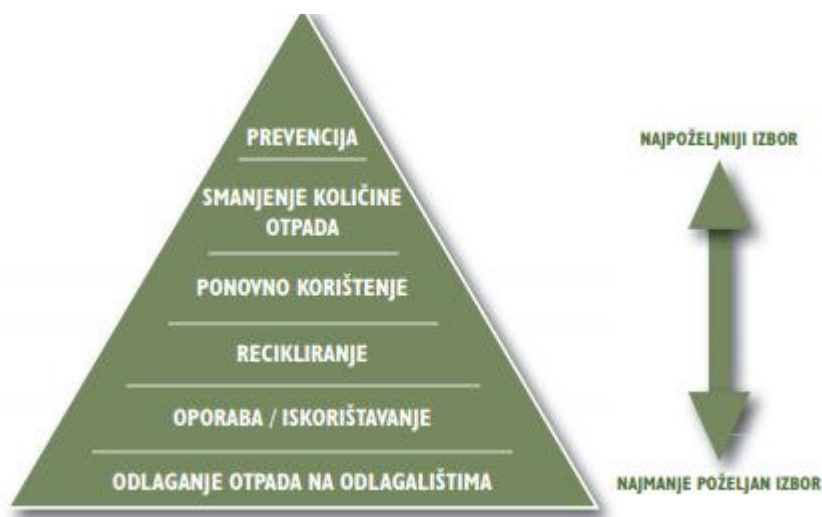 PREVENCIJA
SMANJENJE KOLIČINE
OTPADA
PONOVNO KORIŠTENJE
RECIKLIRANJE
OPORABA / ISKORIŠTAVANJE
ODLAGANJE OTPADA NA ODLAGALIŠTIMA
NAJPOŽELJNIJI IZBOR
NAJMANJE POŽELJAN IZBOR